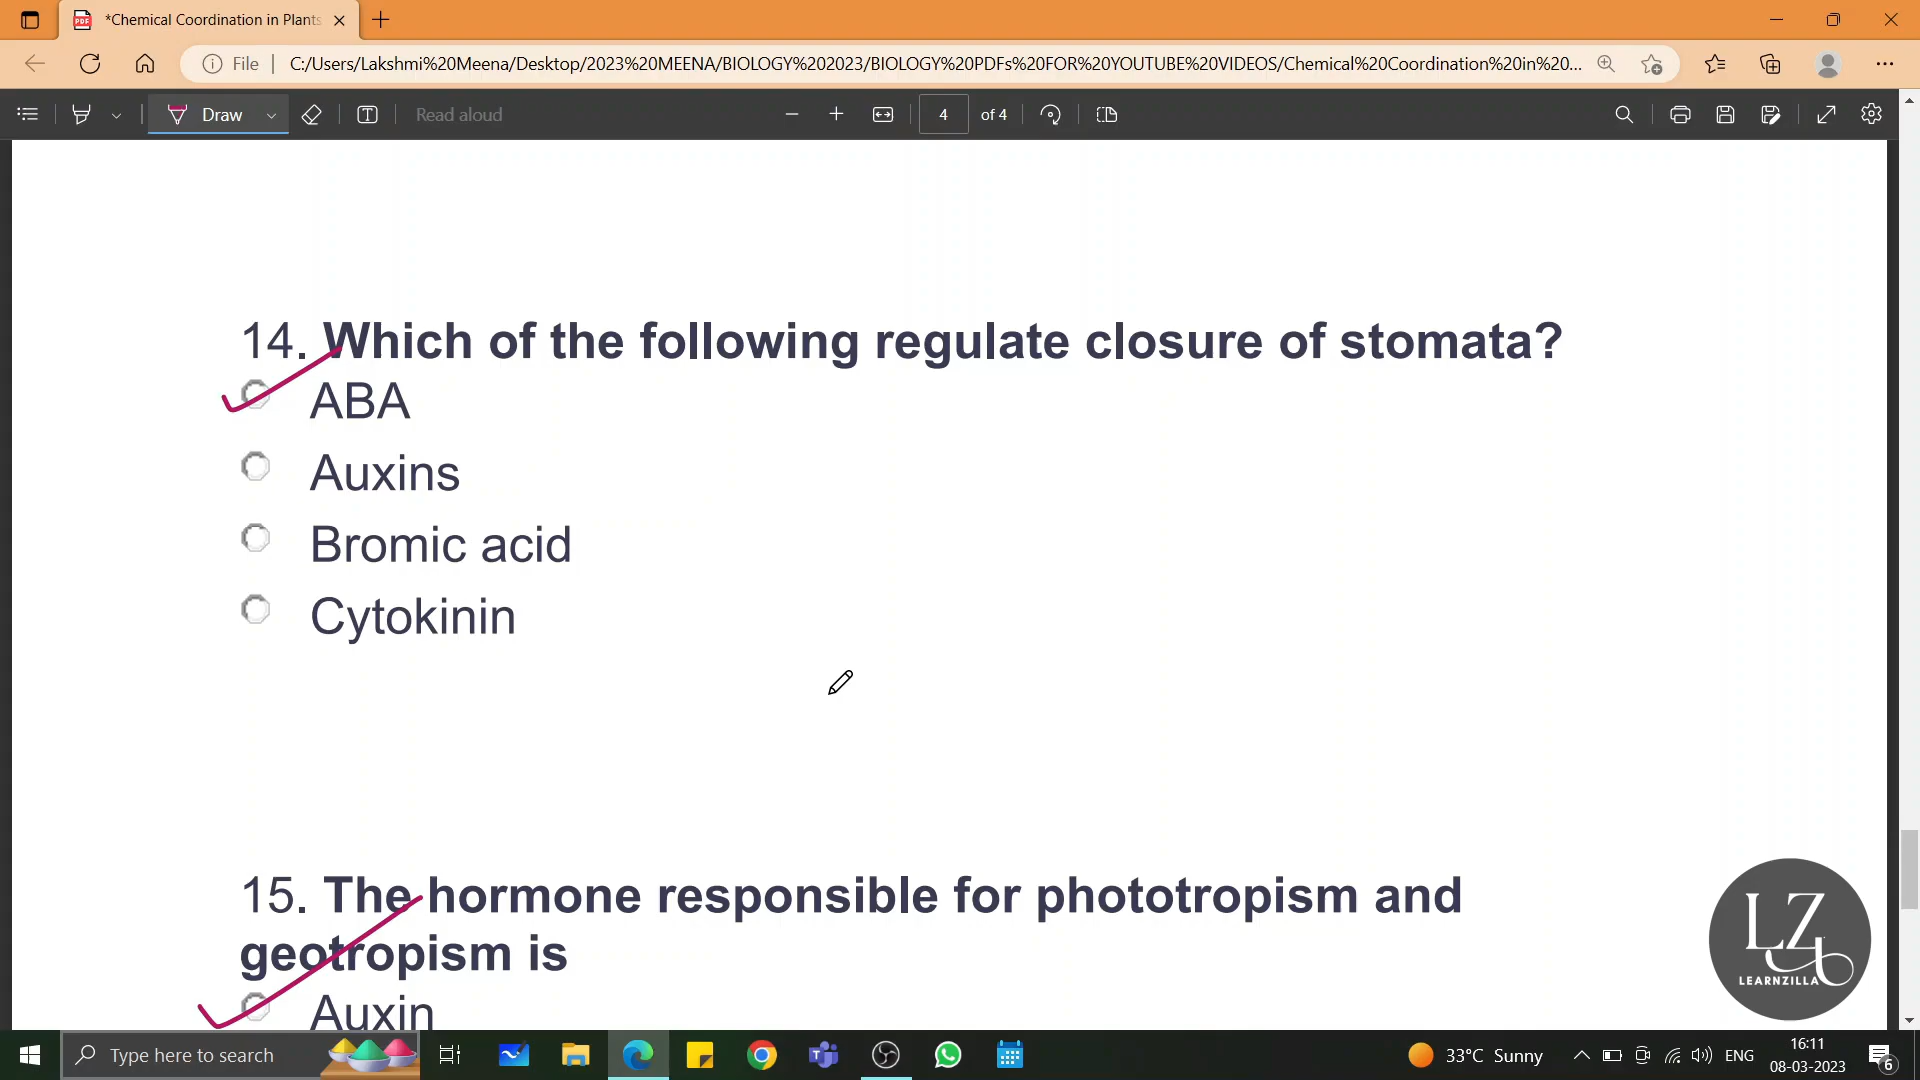 *Chemical Coordination in Plants
File
C:/Users/Lakshmi%20Meena/Desktop/2023%20MEENA/BIOLOGY%202023/BIOLOGY%20PDFs%20FOR%20YOUTUBE%20VIDEOS/Chemical%20Coordination%20in%20...
Draw
Read aloud
4 of 4
14. Which of the following regulate closure of stomata?
ABA
Auxins
Bromic acid
Cytokinin
15. The hormone responsible for phototropism and
geotropism is
Auxin
LZ
LEARNZILLA
Type here to search
33°C Sunny
ENG
16:11
08-03-2023
6